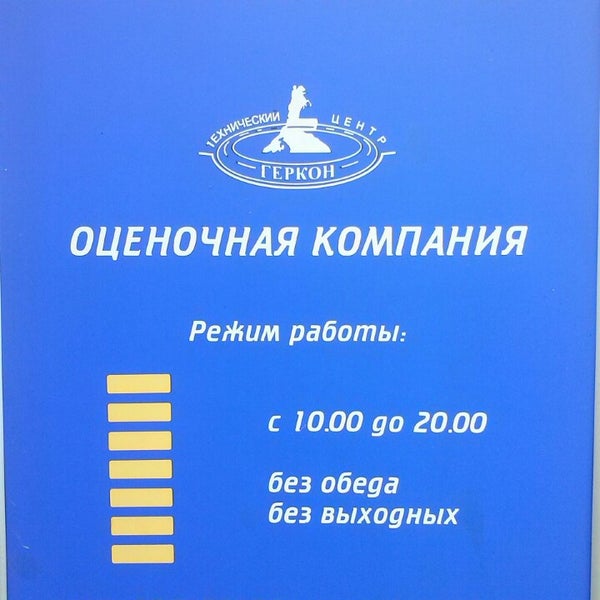 ТЕХНИЧЕСКИЙ ЦЕНТР
ГЕРКОН
ОЦЕНОЧНАЯ КОМПАНИЯ
Режим работы:
с 10.00 до 20.00
без обеда
без выходных